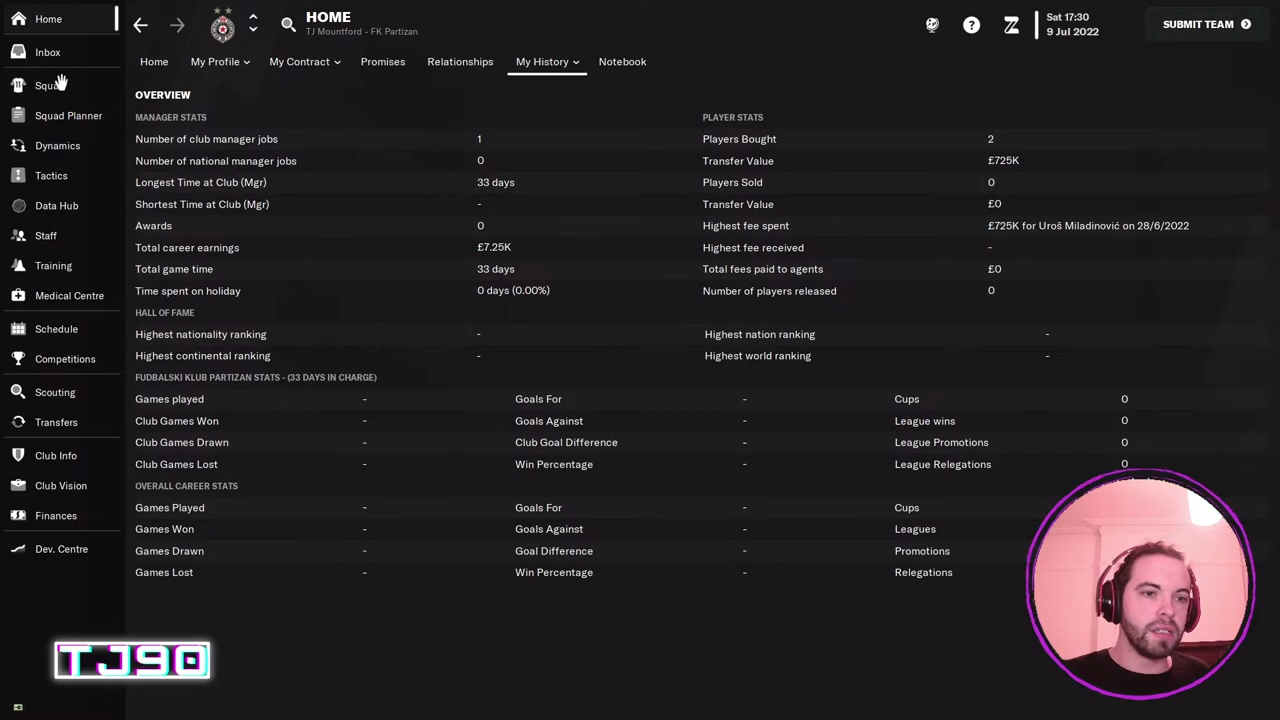 Home
Inbox
Squa
Squad Planner
Dynamics
Tactics
Data Hub
Staff
Training
Medical Centre
Schedule
Competitions
Scouting
Transfers
Club Info
Club Vision
Finances
Dev. Centre
HOME
TJ Mountford - FK Partizan
Sat 17:30
9 Jul 2022
SUBMIT TEAM
Home My Profile My Contract Promises Relationships My History Notebook
OVERVIEW
MANAGER STATS PLAYER STATS
Number of club manager jobs 1 Players Bought 2
Number of national manager jobs 0 Transfer Value £725K
Longest Time at Club (Mgr) 33 days Players Sold 0
Shortest Time at Club (Mgr) - Transfer Value £0
Awards 0 Highest fee spent £725K for Uroš Miladinović on 28/6/2022
Total career earnings £7.25K Highest fee received -
Total game time 33 days Total fees paid to agents £0
Time spent on holiday 0 days (0.00%) Number of players released 0
HALL OF FAME
Highest nationality ranking - Highest nation ranking -
Highest continental ranking - Highest world ranking -
FUDBALSKI KLUB PARTIZAN STATS - (33 DAYS IN CHARGE)
Games played - Goals For - Cups 0
Club Games Won - Goals Against - League wins 0
Club Games Drawn - Club Goal Difference - League Promotions 0
Club Games Lost - Win Percentage - League Relegations 0
OVERALL CAREER STATS
Games Played - Goals For - Cups
Games Won - Goals Against - Leagues
Games Drawn - Goal Difference - Promotions
Games Lost - Win Percentage - Relegations
TJ90